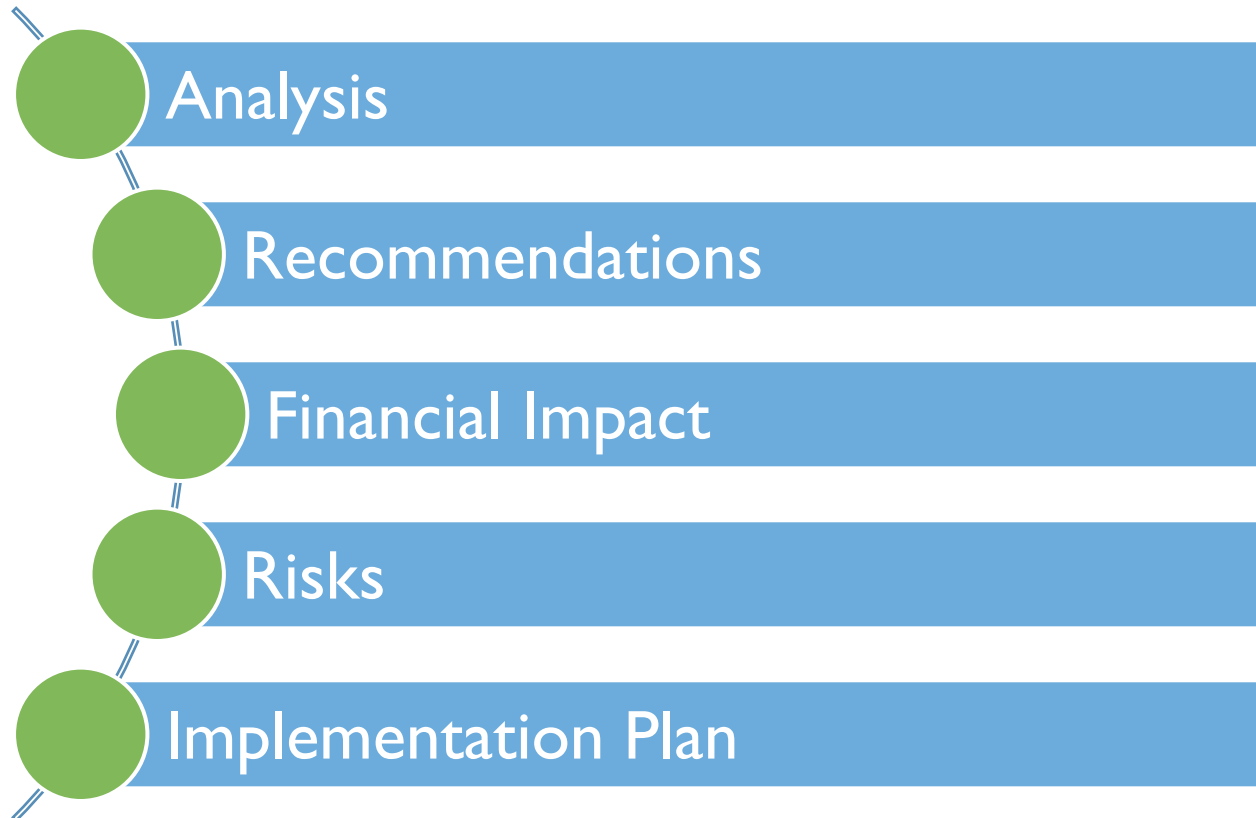 Analysis
Recommendations
Financial Impact
Risks
Implementation Plan